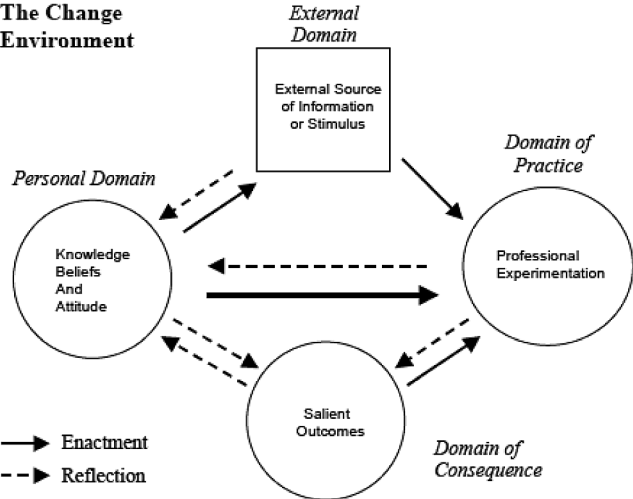 The Change
Environment
External
Domain
External Source
of Information
or Stimulus
Domain of
Practice
Personal Domain
Knowledge
Beliefs
And
Attitude
Professional
Experimentation
Salient
Outcomes
Domain of
Consequence
Enactment
Reflection